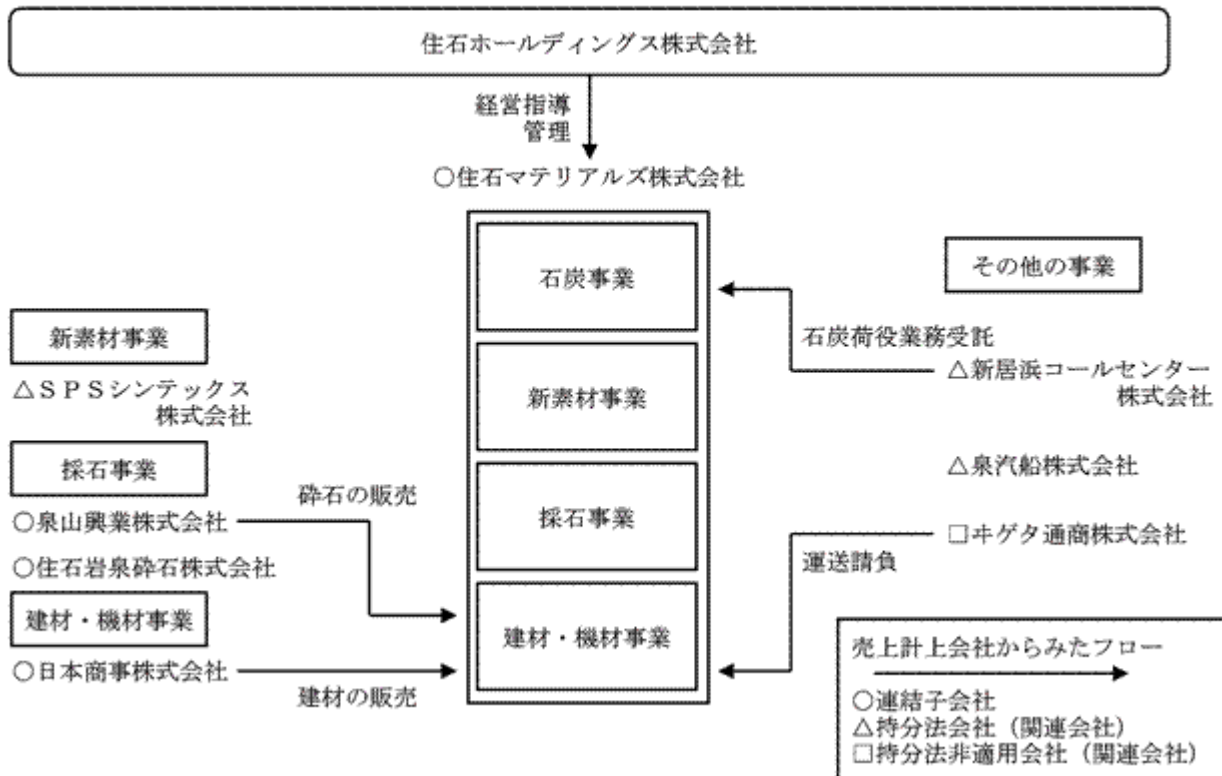 住石ホールディングス株式会社
経営指導
管理
○住石マテリアルズ株式会社
石炭事業
新素材事業
採石事業
建材・機材事業
新素材事業
△ＳＰＳシンテックス
株式会社
採石事業
○泉山興業株式会社
砕石の販売
○住石岩泉砕石株式会社
建材・機材事業
○日本商事株式会社
建材の販売
その他の事業
石炭荷役業務受託
△新居浜コールセンター
株式会社
△泉汽船株式会社
□ヰゲタ通商株式会社
運送請負
売上計上会社からみたフロー
○連結子会社
△持分法会社（関連会社）
□持分法非適用会社（関連会社）